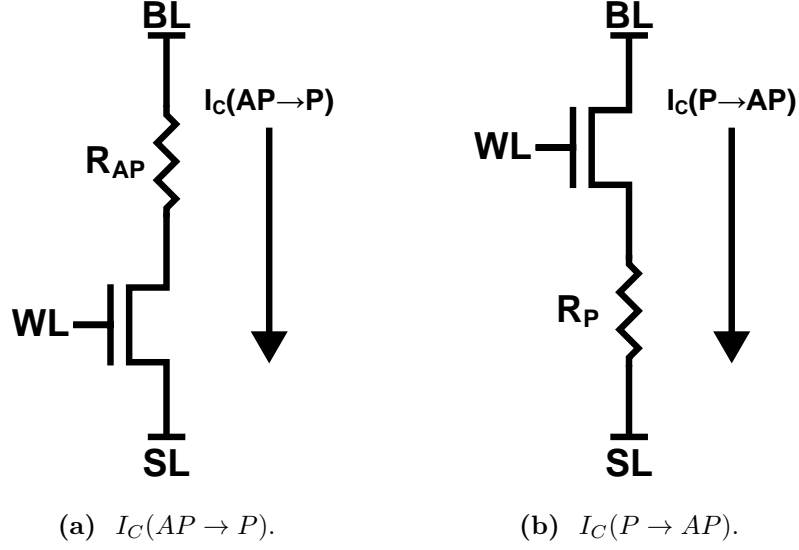 BL
I_C(AP→P)
R_AP
WL
SL
(a) I_C(AP → P).
BL
I_C(P→AP)
WL
R_P
SL
(b) I_C(P → AP).